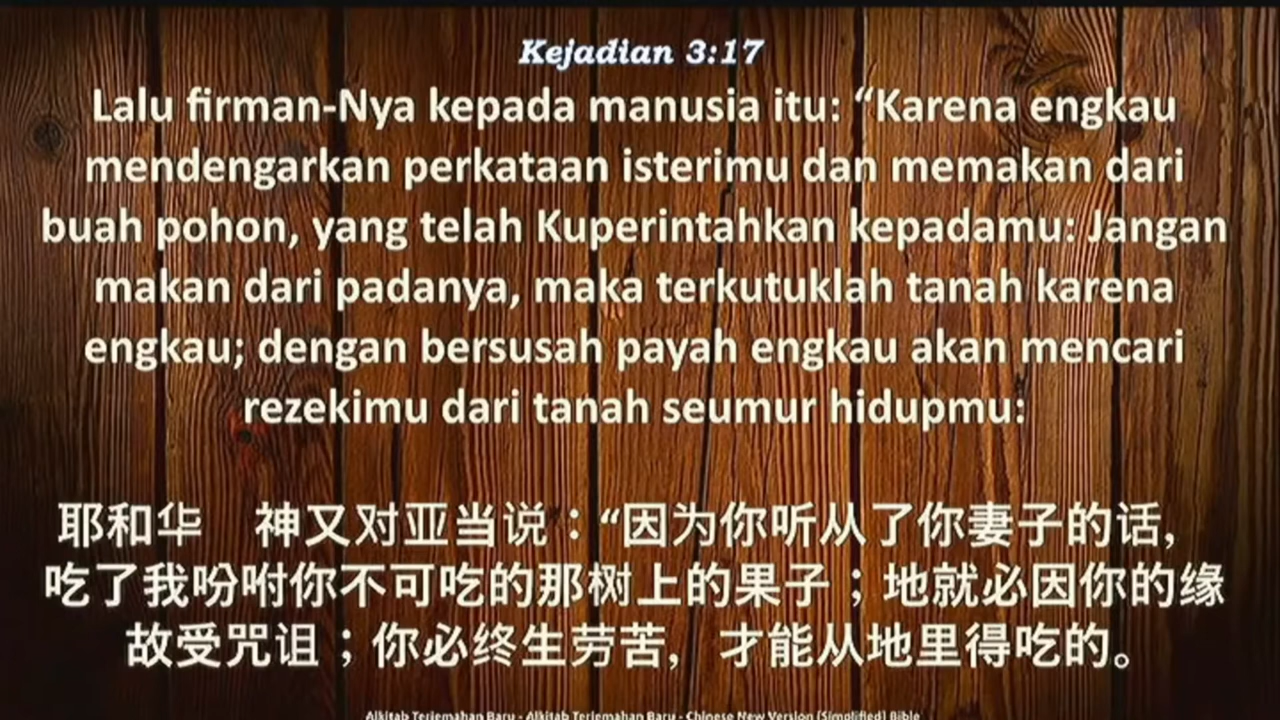 Kejadian 3:17
Lalu firman-Nya kepada manusia itu: “Karena engkau
mendengarkan perkataan isterimu dan memakan dari
buah pohon, yang telah Kuperintahkan kepadamu: Jangan
makan dari padanya, maka terkutuklah tanah karena
engkau; dengan bersusah payah engkau akan mencari
rezekimu dari tanah seumur hidupmu:
耶和华　神又对亚当说：“因为你听从了你妻子的话，
吃了我吩咐你不可吃的那树上的果子；地就必因你的缘
故受咒诅；你必终生劳苦，才能从地里得吃的。
Alkitab Terjemahan Baru - Alkitab Terjemahan Baru - Chinese New Version (Simplified) Bible